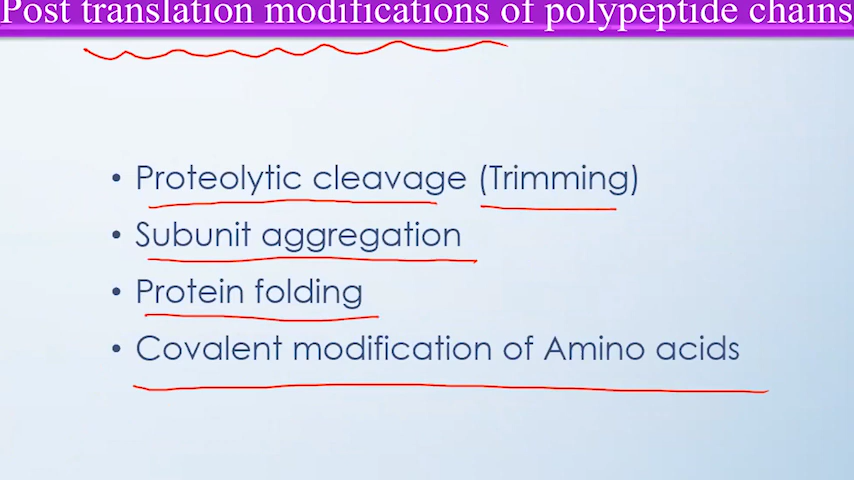 Post translation modifications of polypeptide chains
• Proteolytic cleavage (Trimming)
• Subunit aggregation
• Protein folding
• Covalent modification of Amino acids